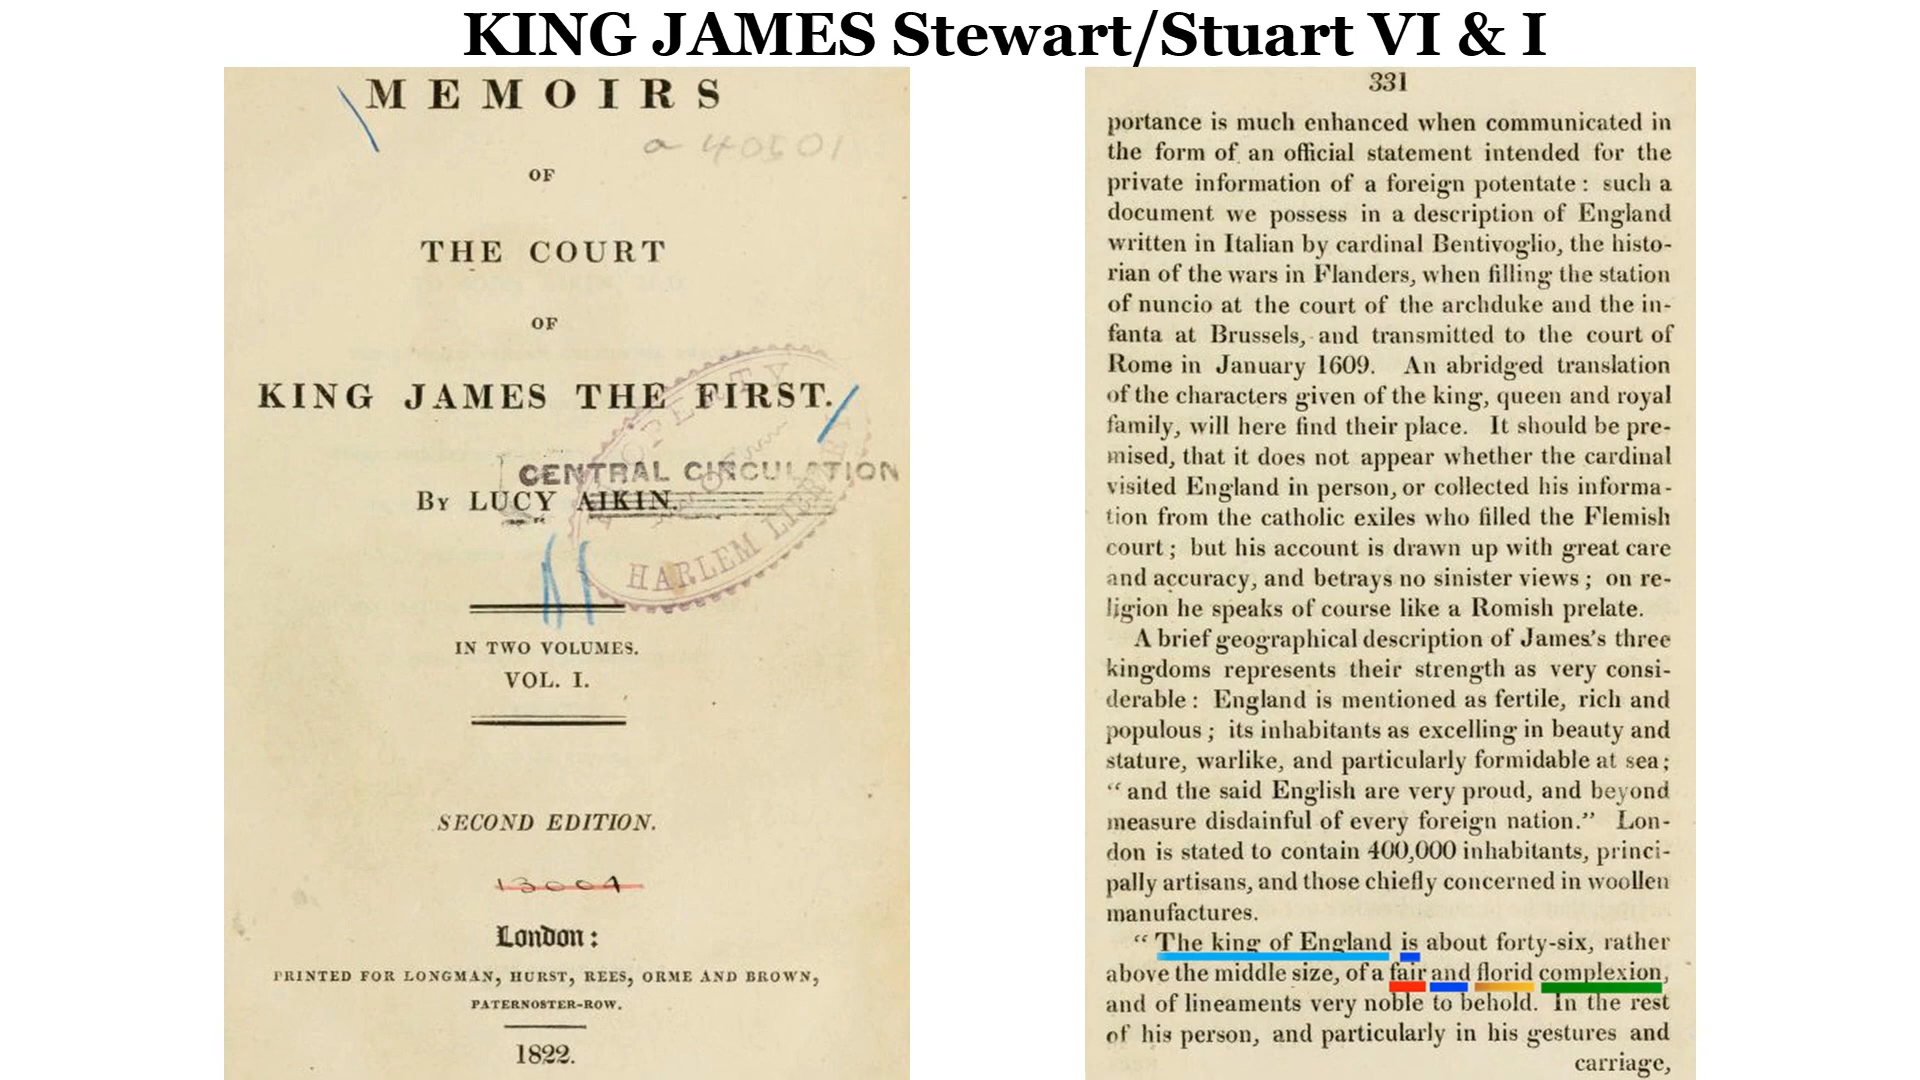 KING JAMES Stewart/Stuart VI & I
MEMOIRS
a 40501
OF
THE COURT
OF
KING JAMES THE FIRST.
CENTRAL CIRCULATION
By LUCY AIKIN.
HARLEM LIBRARY
IN TWO VOLUMES.
VOL. I.
SECOND EDITION.
13004
London:
PRINTED FOR LONGMAN, HURST, REES, ORME AND BROWN,
PATERNOSTER-ROW.
1822.
331
portance is much enhanced when communicated in
the form of an official statement intended for the
private information of a foreign potentate: such a
document we possess in a description of England
written in Italian by cardinal Bentivoglio, the histo-
rian of the wars in Flanders, when filling the station
of nuncio at the court of the archduke and the in-
fanta at Brussels, and transmitted to the court of
Rome in January 1609. An abridged translation
of the characters given of the king, queen and royal
family, will here find their place. It should be pre-
mised, that it does not appear whether the cardinal
visited England in person, or collected his informa-
tion from the catholic exiles who filled the Flemish
court; but his account is drawn up with great care
and accuracy, and betrays no sinister views; on re-
ligion he speaks of course like a Romish prelate.
A brief geographical description of James's three
kingdoms represents their strength as very consi-
derable: England is mentioned as fertile, rich and
populous; its inhabitants as excelling in beauty and
stature, warlike, and particularly formidable at sea;
"and the said English are very proud, and beyond
measure disdainful of every foreign nation." Lon-
don is stated to contain 400,000 inhabitants, princi-
pally artisans, and those chiefly concerned in woollen
manufactures.
"The king of England is about forty-six, rather
above the middle size, of a fair and florid complexion,
and of lineaments very noble to behold. In the rest
of his person, and particularly in his gestures and
carriage,